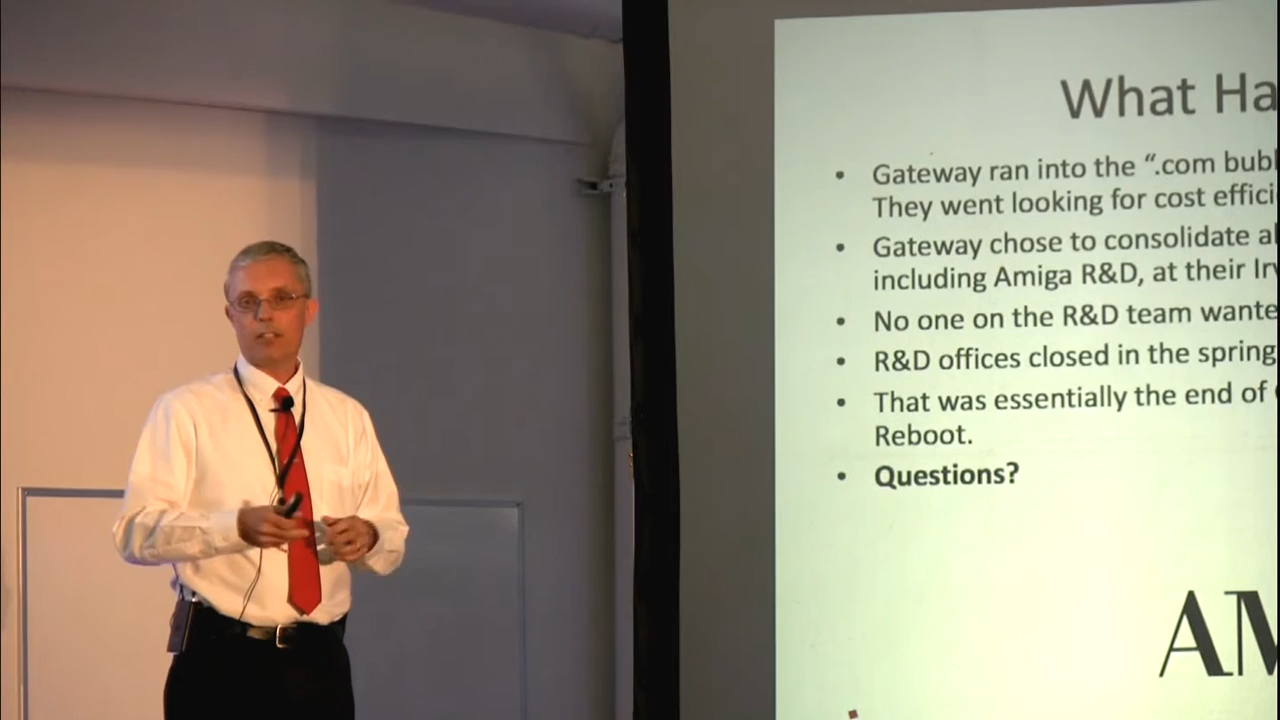 What Ha
• Gateway ran into the “.com bub
They went looking for cost effici
• Gateway chose to consolidate a
including Amiga R&D, at their Ir
• No one on the R&D team wante
• R&D offices closed in the spring
• That was essentially the end of
Reboot.
• Questions?
AM